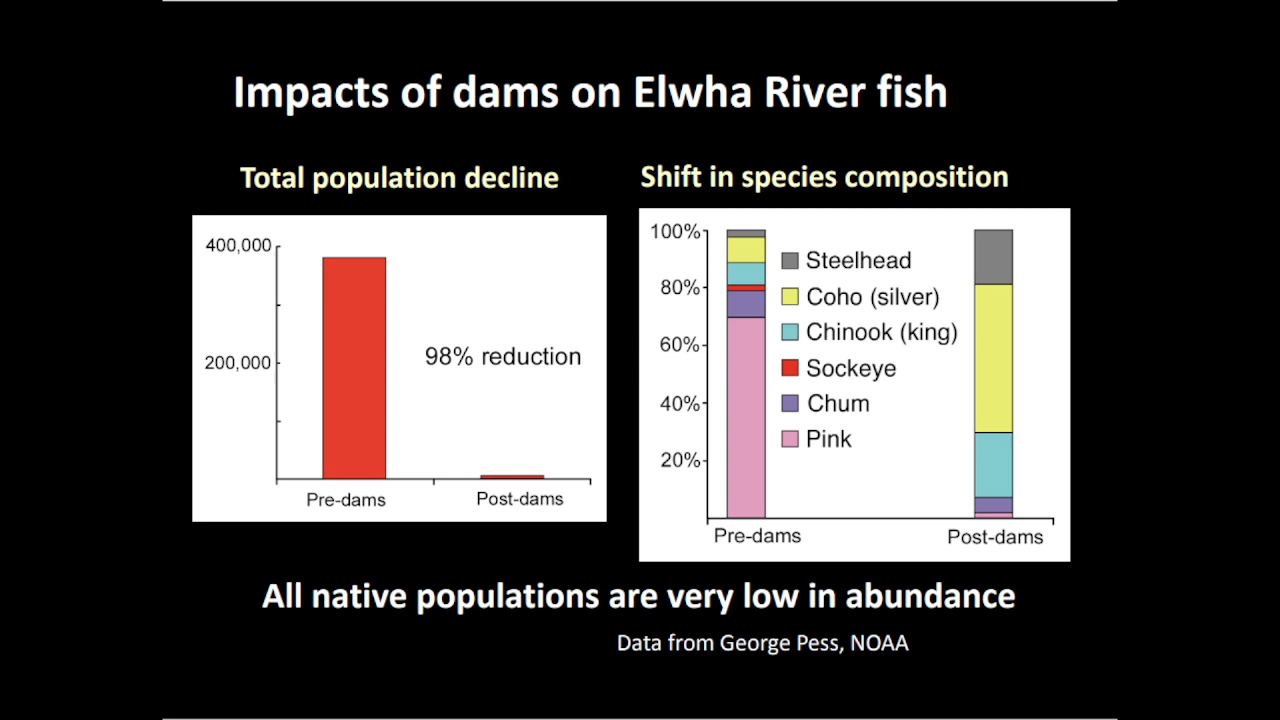 Impacts of dams on Elwha River fish
Total population decline
400,000
200,000
98% reduction
Pre-dams
Post-dams
Shift in species composition
100%
80%
60%
40%
20%
Steelhead
Coho (silver)
Chinook (king)
Sockeye
Chum
Pink
Pre-dams
Post-dams
All native populations are very low in abundance
Data from George Pess, NOAA